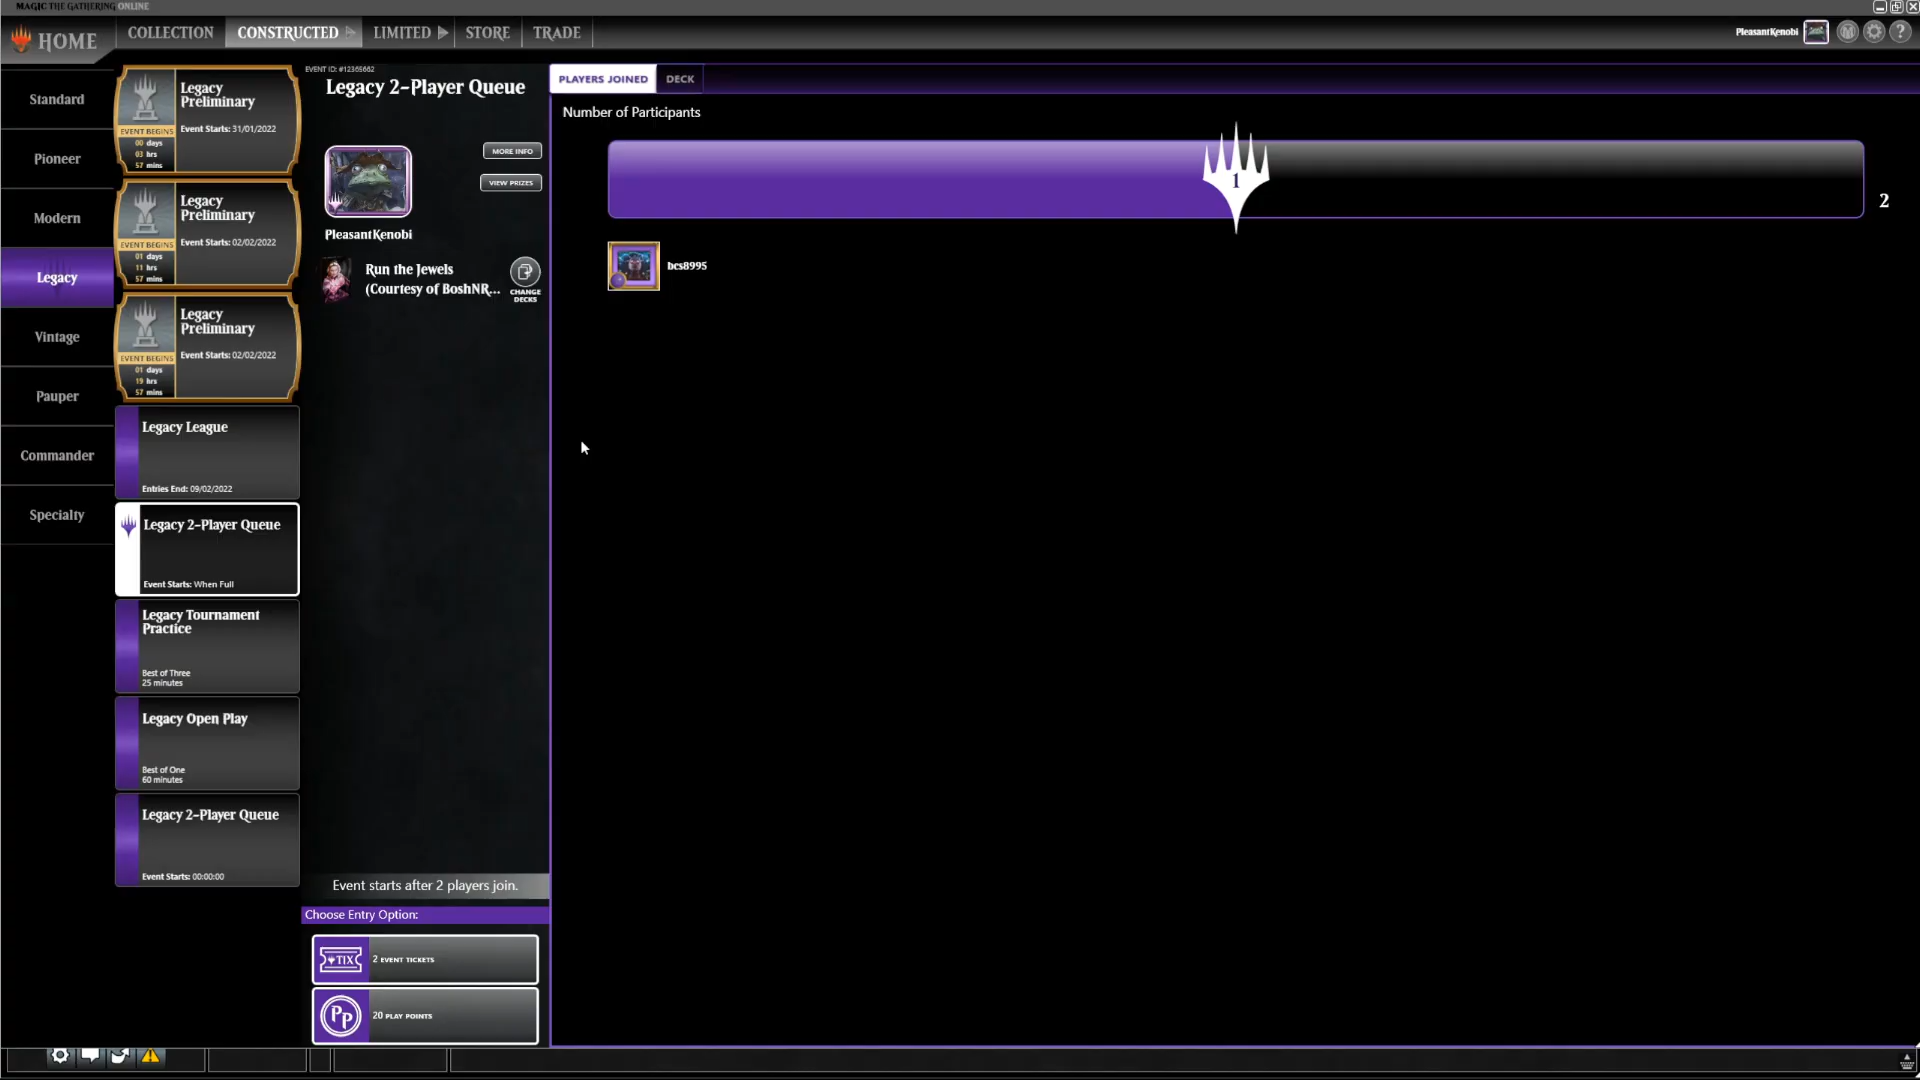 MAGIC THE GATHERING ONLINE
HOME
COLLECTION
CONSTRUCTED
LIMITED
STORE
TRADE
PleasantKenobi
?
Standard
Pioneer
Modern
Legacy
Vintage
Pauper
Commander
Specialty
Legacy
Preliminary
EVENT BEGINS
Event Starts: 31/01/2022
00 days
03 hrs
57 mins
Legacy
Preliminary
EVENT BEGINS
Event Starts: 02/02/2022
01 days
11 hrs
57 mins
Legacy
Preliminary
EVENT BEGINS
Event Starts: 02/02/2022
01 days
19 hrs
57 mins
Legacy League
Entries End: 09/02/2022
Legacy 2-Player Queue
Event Starts: When Full
Legacy Tournament
Practice
Best of Three
25 minutes
Legacy Open Play
Best of One
60 minutes
Legacy 2-Player Queue
Event Starts: 00:00:00
EVENT ID: #12365662
Legacy 2-Player Queue
MORE INFO
VIEW PRIZES
PleasantKenobi
Run the Jewels
(Courtesy of BoshNR...
CHANGE
DECKS
Event starts after 2 players join.
Choose Entry Option:
TIX
2 EVENT TICKETS
PP
20 PLAY POINTS
PLAYERS JOINED
DECK
Number of Participants
1
2
bcs8995